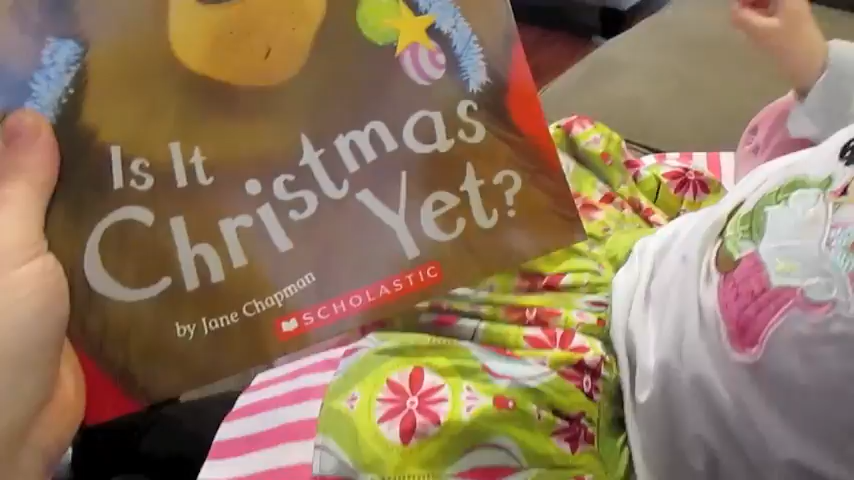 Is It
Christmas
Yet?
by Jane Chapman
SCHOLASTIC